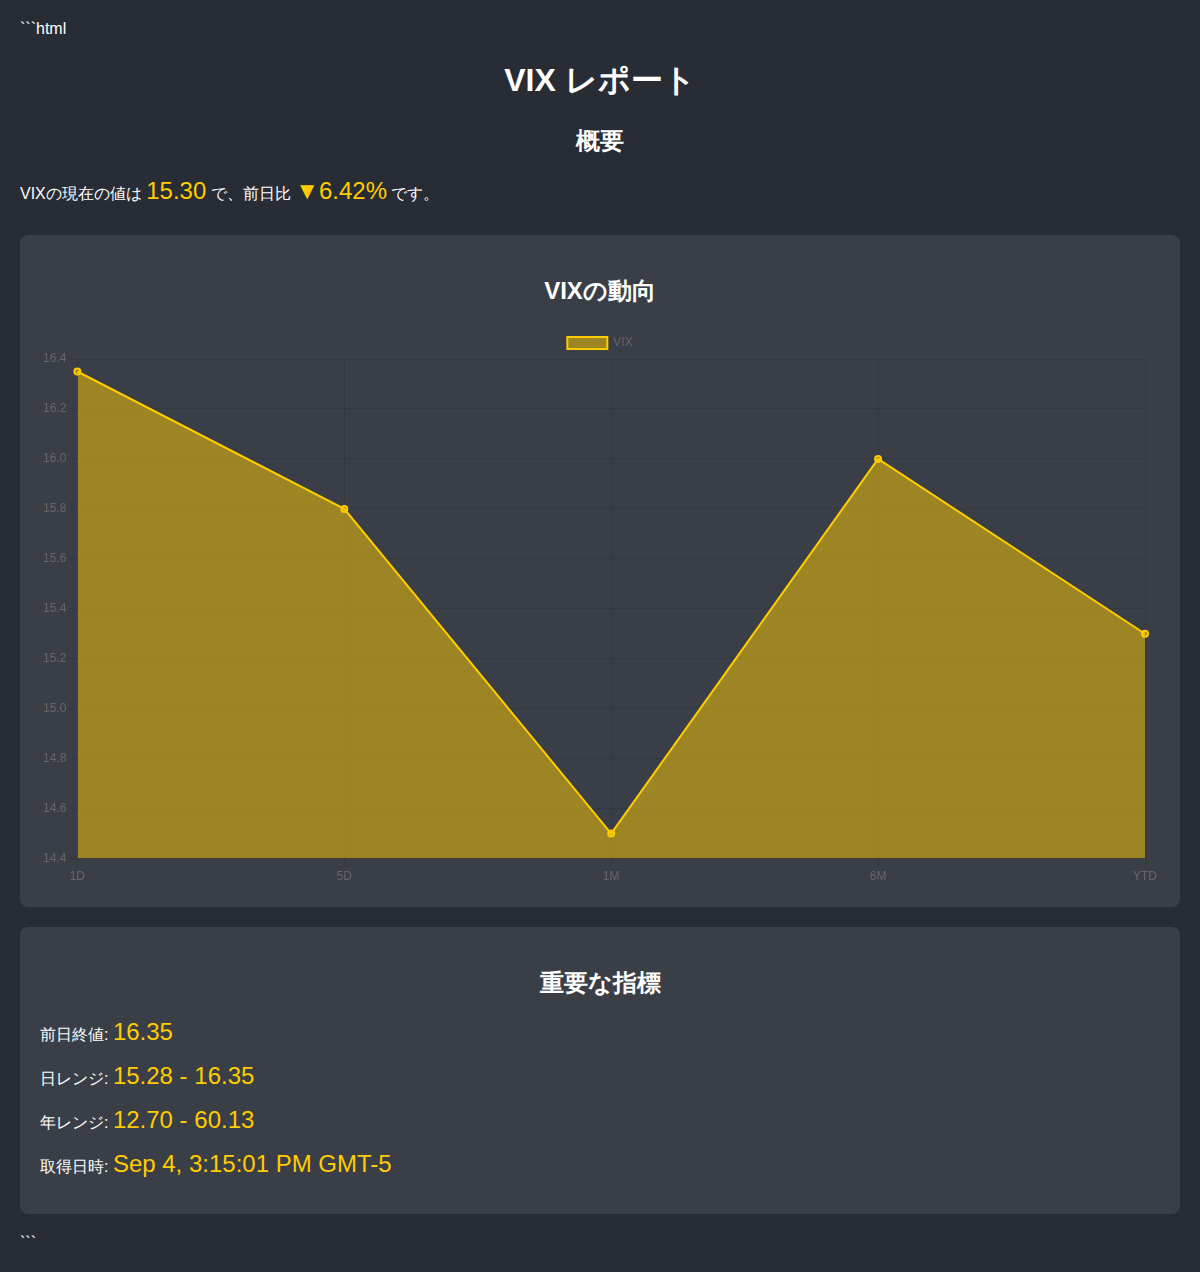 ```html
VIX レポート
概要
VIXの現在の値は 15.30 で、前日比 ▼6.42% です。
VIXの動向
VIX
16.4
16.2
16.0
15.8
15.6
15.4
15.2
15.0
14.8
14.6
14.4
1D 5D 1M 6M YTD
重要な指標
前日終値: 16.35
日レンジ: 15.28 - 16.35
年レンジ: 12.70 - 60.13
取得日時: Sep 4, 3:15:01 PM GMT-5
```